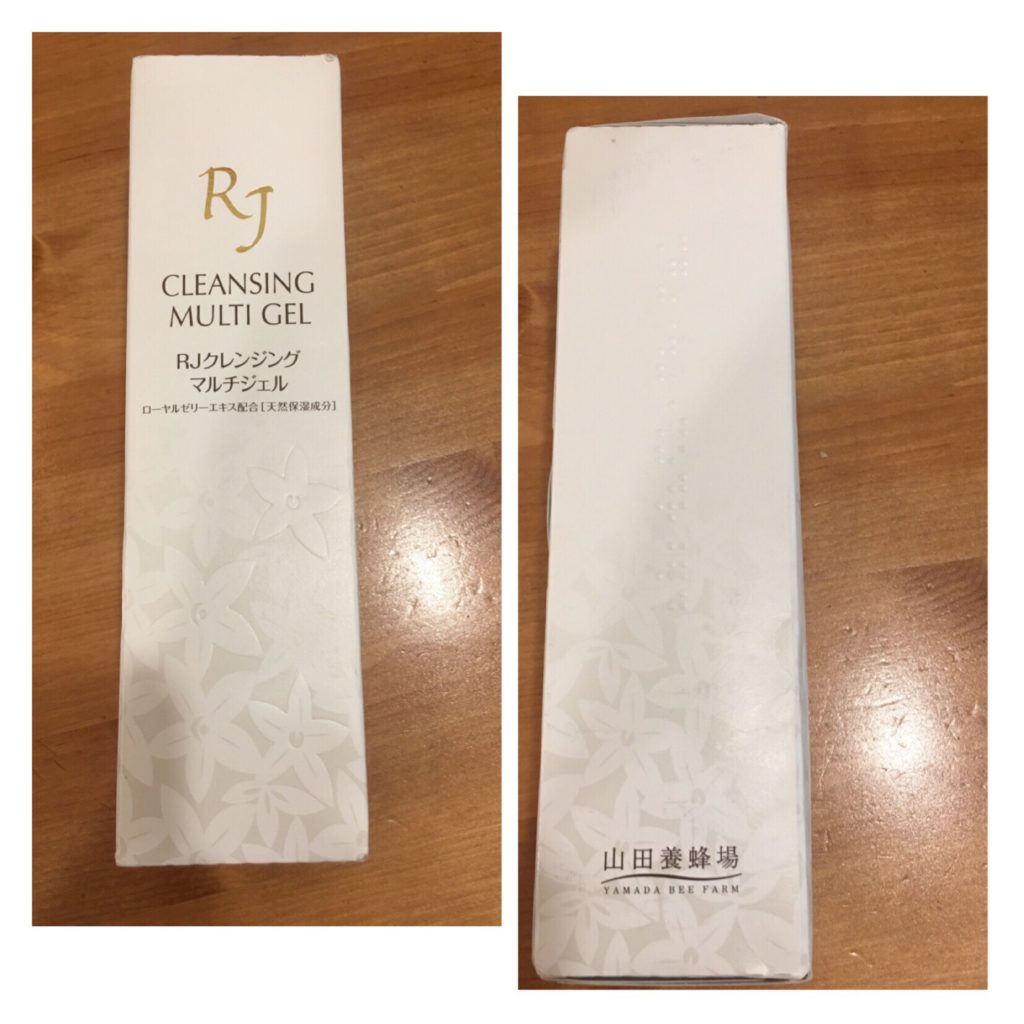 RJ
CLEANSING
MULTI GEL
RJクレンジング
マルチジェル
ローヤルゼリーエキス配合[天然保湿成分]
山田養蜂場
YAMADA BEE FARM